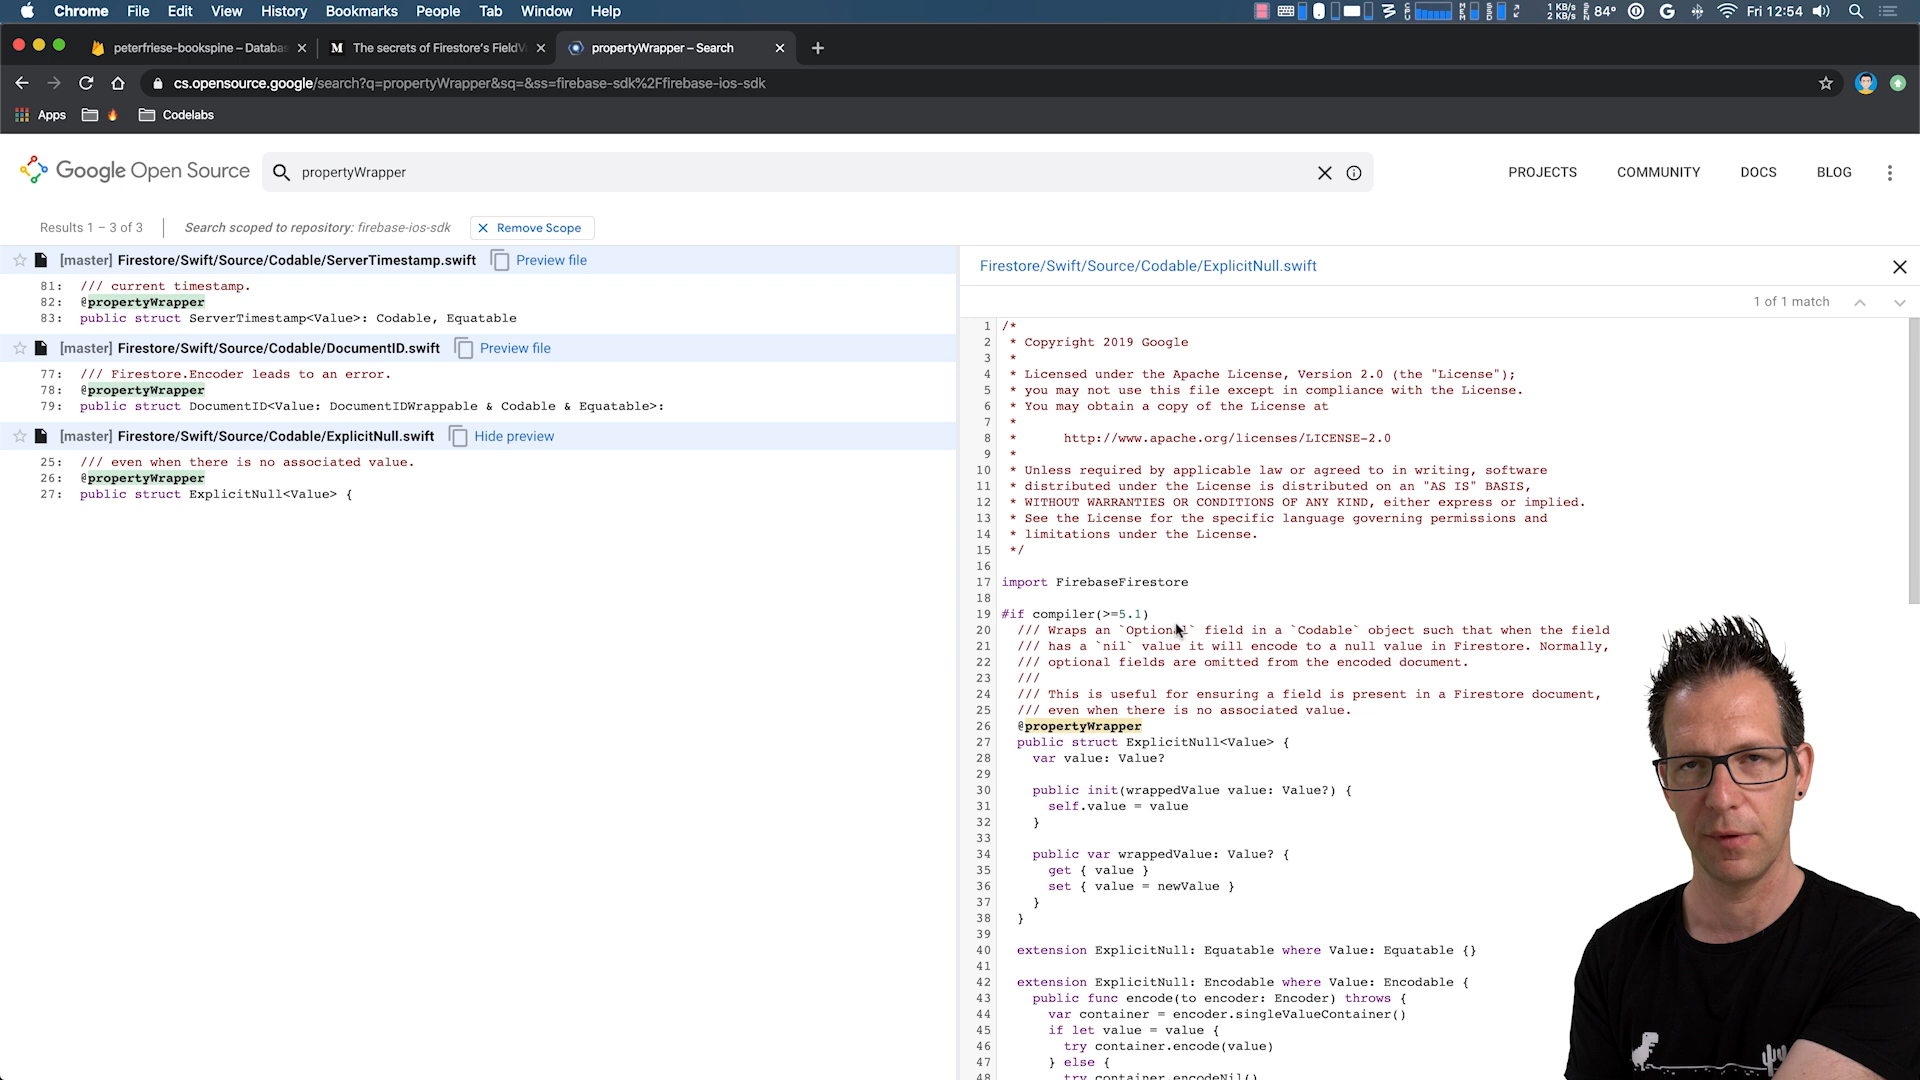 Chrome File Edit View History Bookmarks People Tab Window Help
1 KB/s
2 KB/s
84° Fri 12:54
peterfriese-bookspine – Databas
The secrets of Firestore's FieldV
propertyWrapper – Search
cs.opensource.google/search?q=propertyWrapper&sq=&ss=firebase-sdk%2Ffirebase-ios-sdk
Apps
Codelabs
Google Open Source
propertyWrapper
PROJECTS COMMUNITY DOCS BLOG
Results 1 – 3 of 3
Search scoped to repository: firebase-ios-sdk
Remove Scope
[master] Firestore/Swift/Source/Codable/ServerTimestamp.swift Preview file
81: /// current timestamp.
82: @propertyWrapper
83: public struct ServerTimestamp<Value>: Codable, Equatable
[master] Firestore/Swift/Source/Codable/DocumentID.swift Preview file
77: /// Firestore.Encoder leads to an error.
78: @propertyWrapper
79: public struct DocumentID<Value: DocumentIDWrappable & Codable & Equatable>:
[master] Firestore/Swift/Source/Codable/ExplicitNull.swift Hide preview
25: /// even when there is no associated value.
26: @propertyWrapper
27: public struct ExplicitNull<Value> {
Firestore/Swift/Source/Codable/ExplicitNull.swift
1 of 1 match
1 /*
2 * Copyright 2019 Google
3 *
4 * Licensed under the Apache License, Version 2.0 (the "License");
5 * you may not use this file except in compliance with the License.
6 * You may obtain a copy of the License at
7 *
8 * http://www.apache.org/licenses/LICENSE-2.0
9 *
10 * Unless required by applicable law or agreed to in writing, software
11 * distributed under the License is distributed on an "AS IS" BASIS,
12 * WITHOUT WARRANTIES OR CONDITIONS OF ANY KIND, either express or implied.
13 * See the License for the specific language governing permissions and
14 * limitations under the License.
15 */
16
17 import FirebaseFirestore
18
19 #if compiler(>=5.1)
20 /// Wraps an `Optional` field in a `Codable` object such that when the field
21 /// has a `nil` value it will encode to a null value in Firestore. Normally,
22 /// optional fields are omitted from the encoded document.
23 ///
24 /// This is useful for ensuring a field is present in a Firestore document,
25 /// even when there is no associated value.
26 @propertyWrapper
27 public struct ExplicitNull<Value> {
28 var value: Value?
29
30 public init(wrappedValue value: Value?) {
31 self.value = value
32 }
33
34 public var wrappedValue: Value? {
35 get { value }
36 set { value = newValue }
37 }
38 }
39
40 extension ExplicitNull: Equatable where Value: Equatable {}
41
42 extension ExplicitNull: Encodable where Value: Encodable {
43 public func encode(to encoder: Encoder) throws {
44 var container = encoder.singleValueContainer()
45 if let value = value {
46 try container.encode(value)
47 } else {
48 try container.encodeNil()